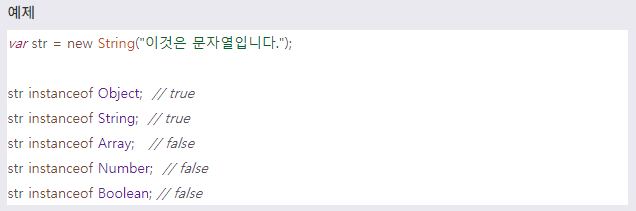 예제
var str = new String("이것은 문자열입니다.");
str instanceof Object;  // true
str instanceof String;  // true
str instanceof Array;   // false
str instanceof Number;  // false
str instanceof Boolean; // false